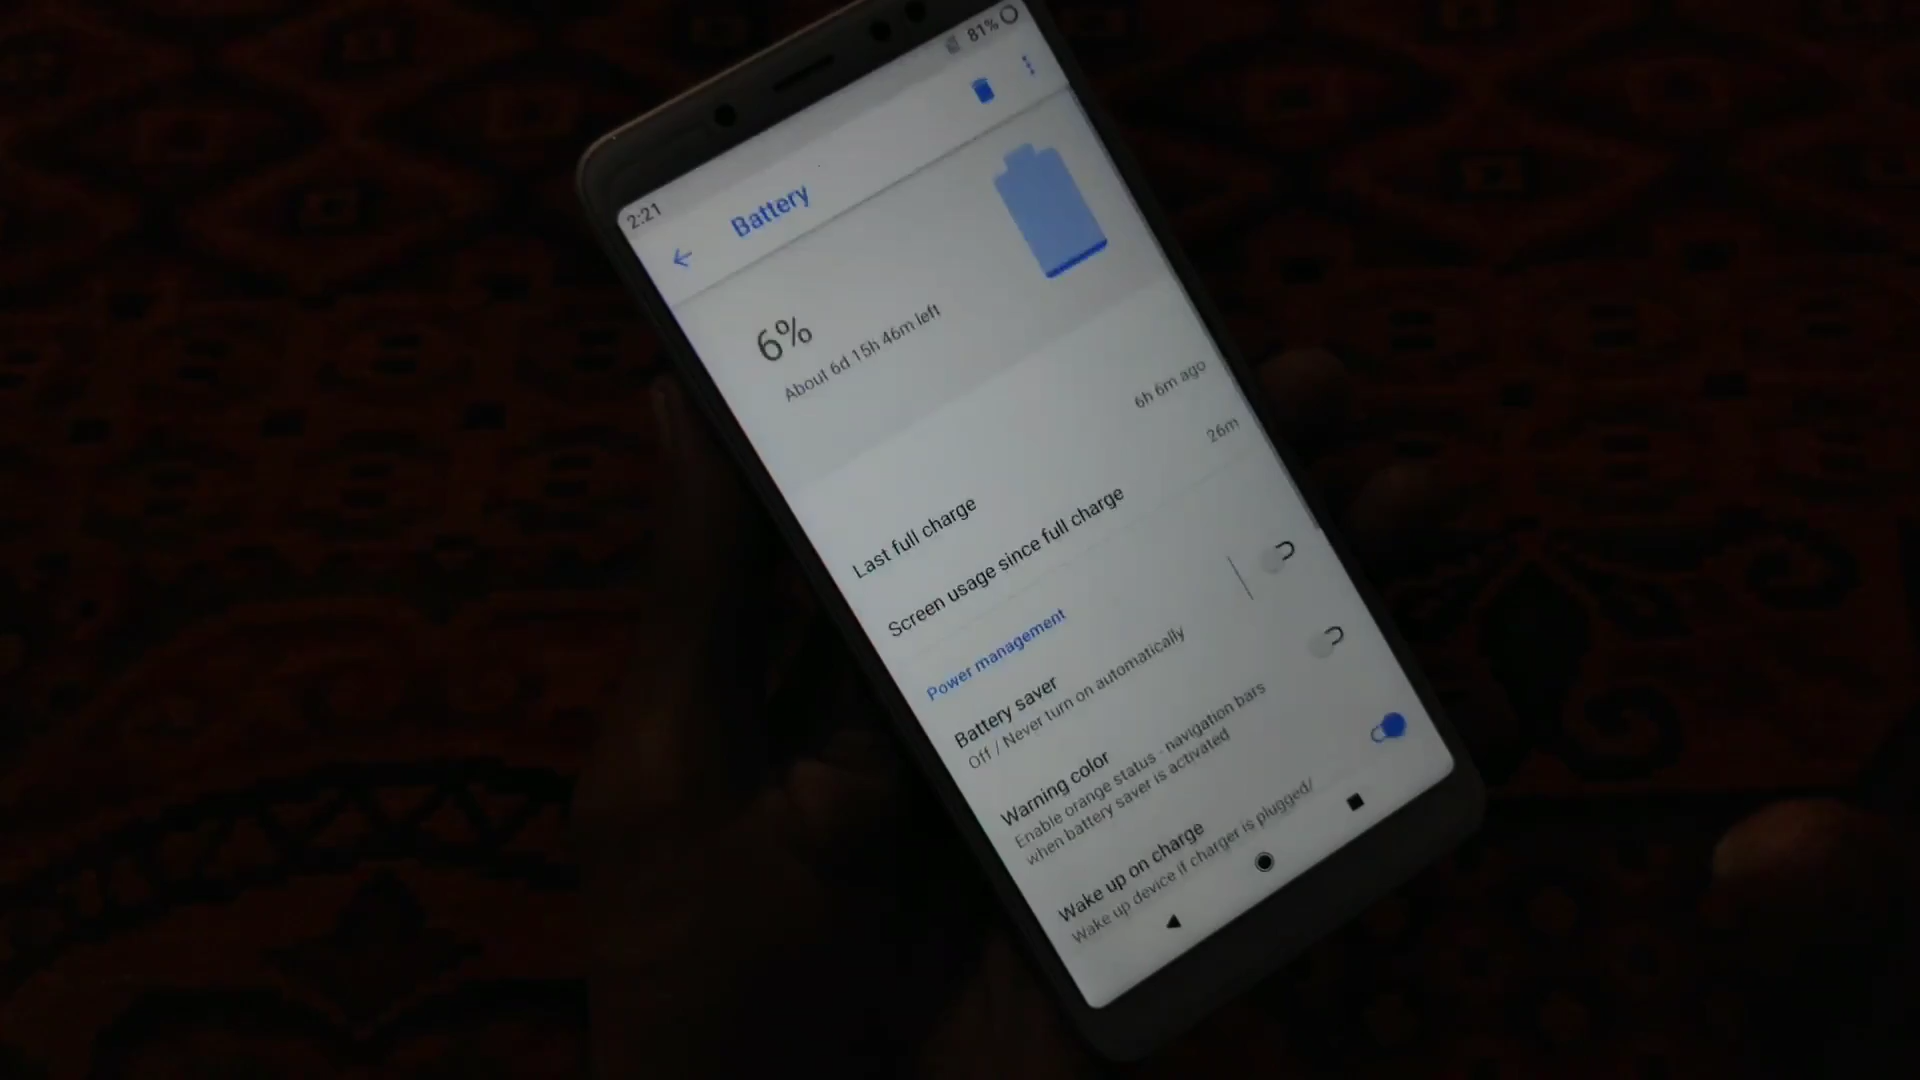 2:21
81%
Battery
6%
About 6d 15h 46m left
Last full charge
6h 6m ago
Screen usage since full charge
26m
Power management
Battery saver
Off / Never turn on automatically
Warning color
Enable orange status - navigation bars
when battery saver is activated
Wake up on charge
Wake up device if charger is plugged/